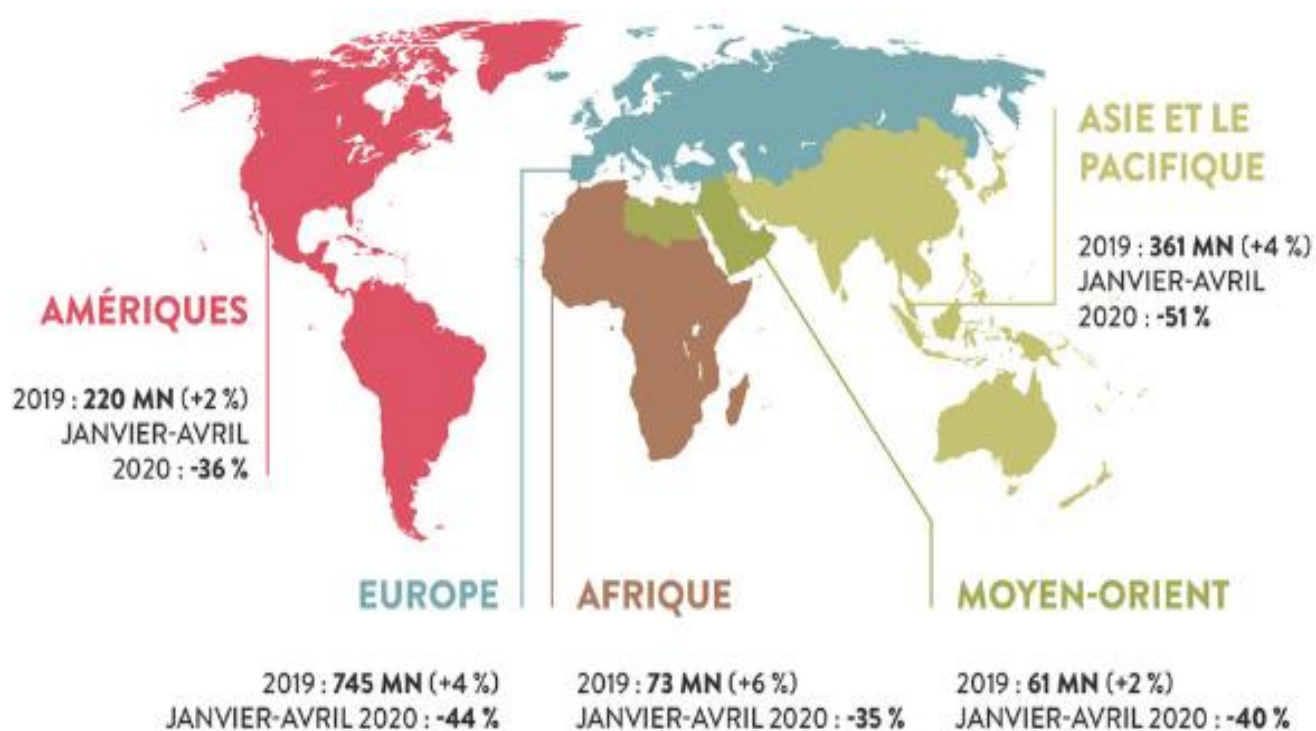 AMÉRIQUES
2019 : 220 MN (+2 %)
JANVIER-AVRIL
2020 : -36 %
EUROPE
2019 : 745 MN (+4 %)
JANVIER-AVRIL 2020 : -44 %
AFRIQUE
2019 : 73 MN (+6 %)
JANVIER-AVRIL 2020 : -35 %
MOYEN-ORIENT
2019 : 61 MN (+2 %)
JANVIER-AVRIL 2020 : -40 %
ASIE ET LE
PACIFIQUE
2019 : 361 MN (+4 %)
JANVIER-AVRIL
2020 : -51 %